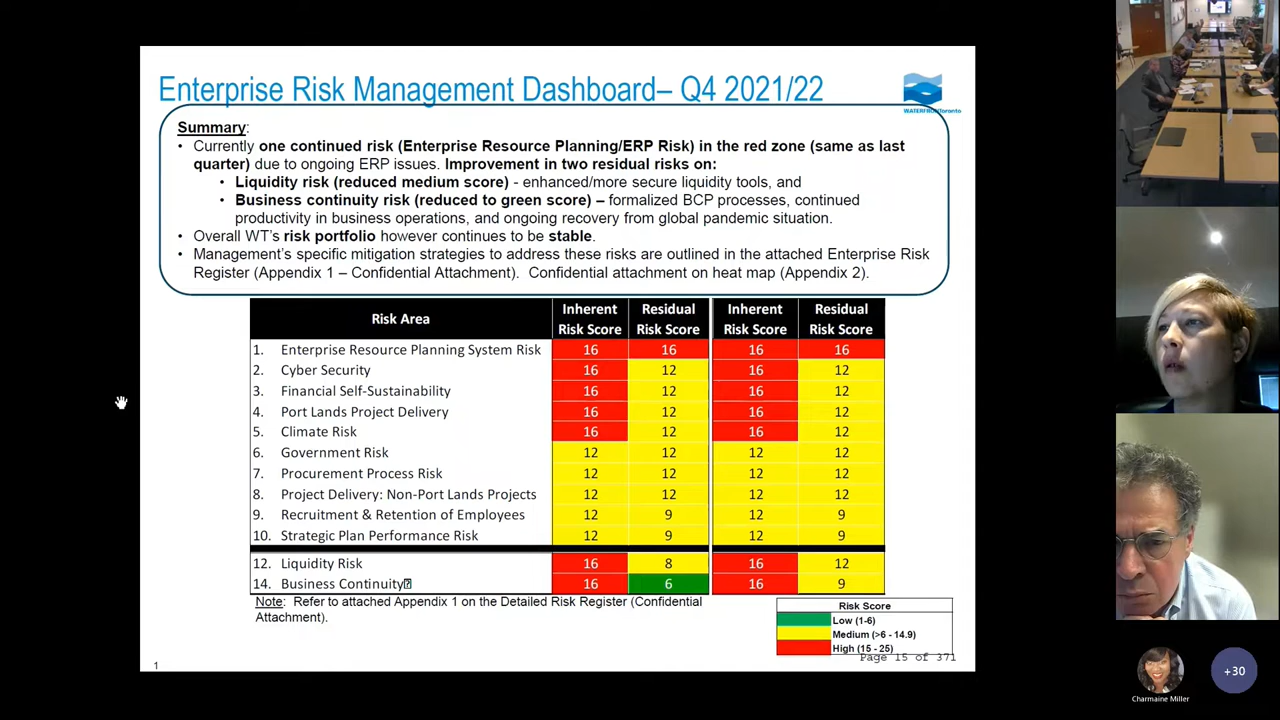 Enterprise Risk Management Dashboard– Q4 2021/22
WATERFRONToronto
Summary:
• Currently one continued risk (Enterprise Resource Planning/ERP Risk) in the red zone (same as last
quarter) due to ongoing ERP issues. Improvement in two residual risks on:
• Liquidity risk (reduced medium score) - enhanced/more secure liquidity tools, and
• Business continuity risk (reduced to green score) – formalized BCP processes, continued
productivity in business operations, and ongoing recovery from global pandemic situation.
• Overall WT's risk portfolio however continues to be stable.
• Management's specific mitigation strategies to address these risks are outlined in the attached Enterprise Risk
Register (Appendix 1 – Confidential Attachment). Confidential attachment on heat map (Appendix 2).
Risk Area Inherent Risk Score Residual Risk Score Inherent Risk Score Residual Risk Score
1. Enterprise Resource Planning System Risk 16 16 16 16
2. Cyber Security 16 12 16 12
3. Financial Self-Sustainability 16 12 16 12
4. Port Lands Project Delivery 16 12 16 12
5. Climate Risk 16 12 16 12
6. Government Risk 12 12 12 12
7. Procurement Process Risk 12 12 12 12
8. Project Delivery: Non-Port Lands Projects 12 12 12 12
9. Recruitment & Retention of Employees 12 9 12 9
10. Strategic Plan Performance Risk 12 9 12 9
12. Liquidity Risk 16 8 16 12
14. Business Continuity 16 6 16 9
Note: Refer to attached Appendix 1 on the Detailed Risk Register (Confidential
Attachment).
Risk Score
Low (1-6)
Medium (>6 - 14.9)
High (15 - 25)
Page 15 of 371
1
Charmaine Miller
+30